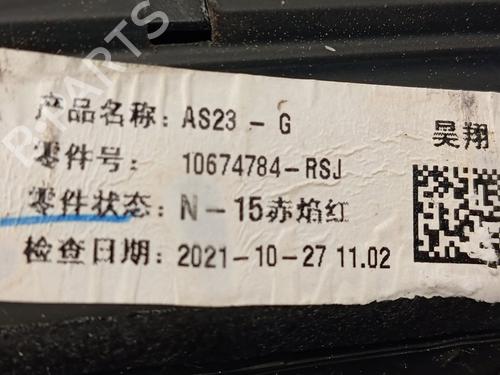 B-PARTS
产品名称: AS23-G
吴翔
零件号: 10674784-RSJ
零件状态: N-15赤焰红
检查日期: 2021-10-27 11.02